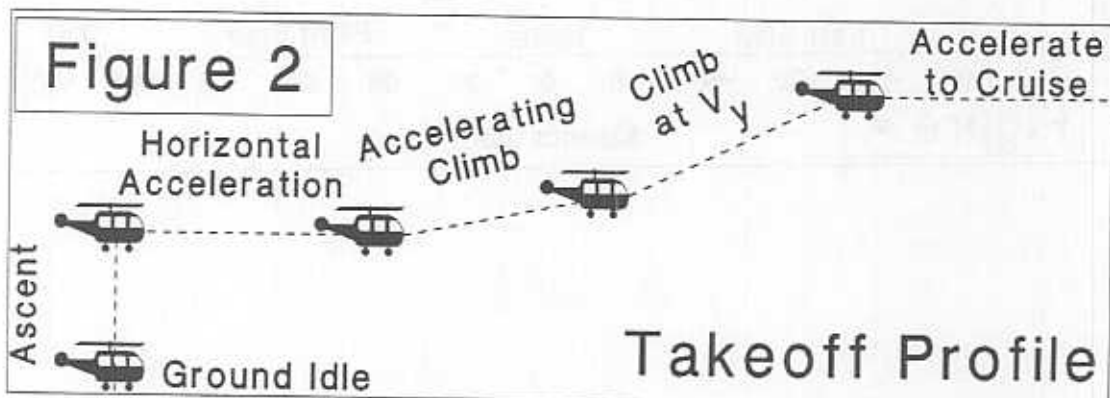 Figure 2
Ascent
Ground Idle
Horizontal
Acceleration
Accelerating
Climb
Climb
at Vy
Accelerate
to Cruise
Takeoff Profile